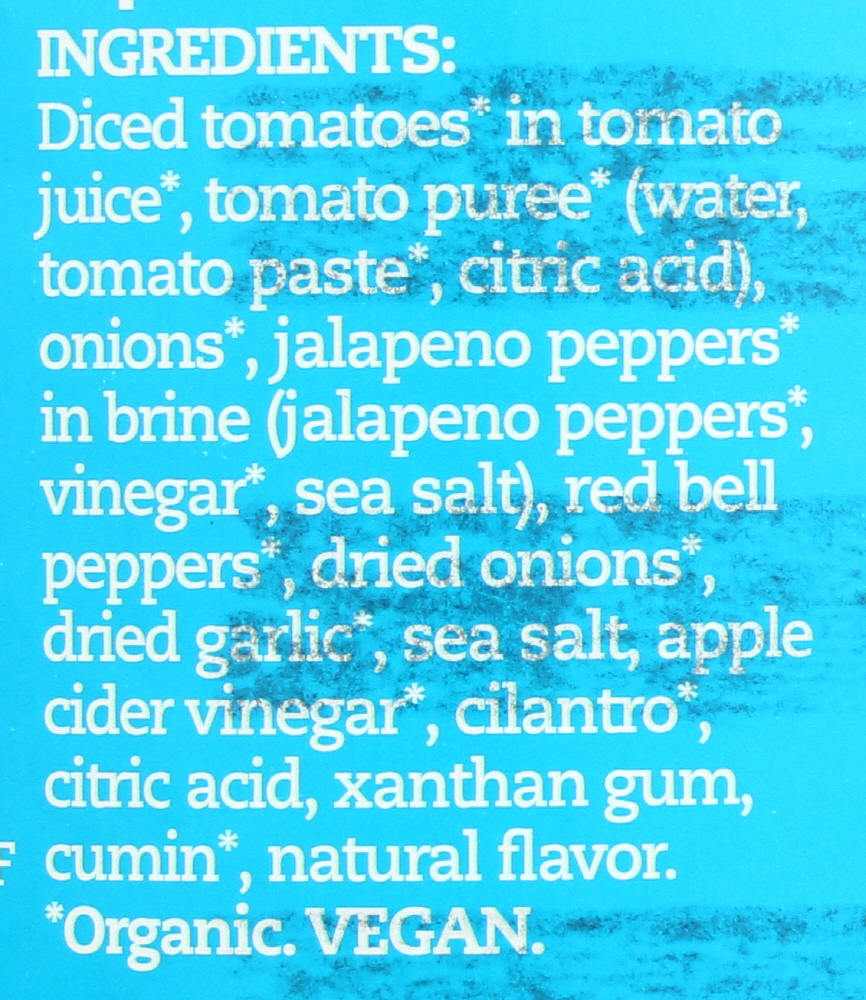 INGREDIENTS:
Diced tomatoes* in tomato
juice*, tomato puree* (water,
tomato paste*, citric acid),
onions*, jalapeno peppers*
in brine (jalapeno peppers*,
vinegar*, sea salt), red bell
peppers*, dried onions*,
dried garlic*, sea salt, apple
cider vinegar*, cilantro*,
citric acid, xanthan gum,
cumin*, natural flavor.
*Organic. VEGAN.